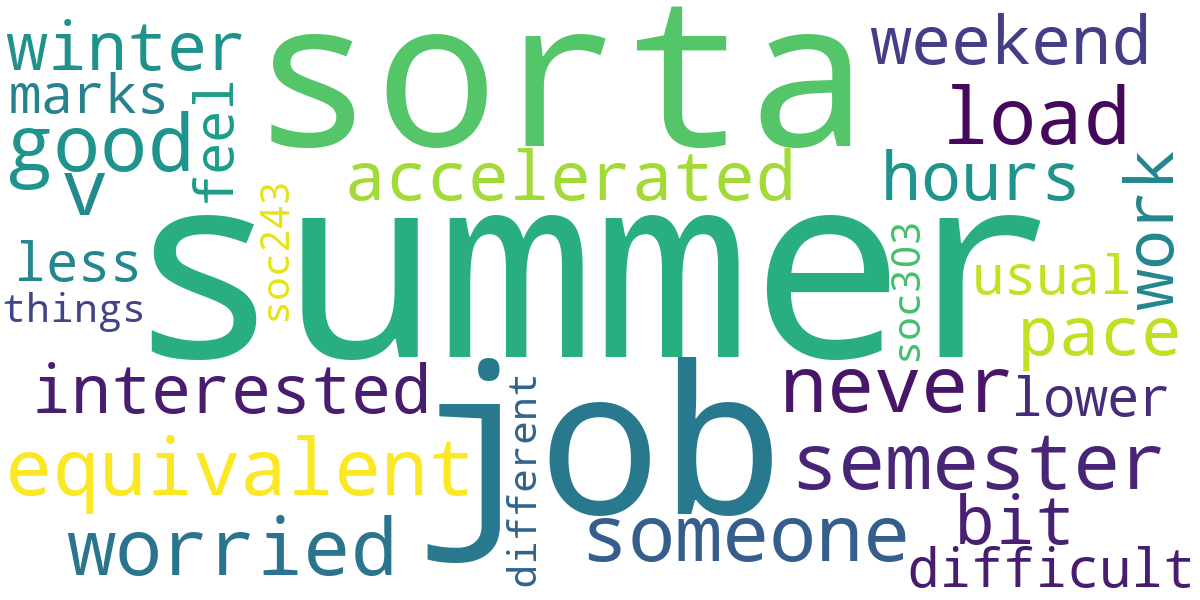 winter
sorta
weekend
marks
feel
load
good
accelerated
hours
v
work
soc243
summer
soc303
less
usual
things
pace
interested
job
never
lower
different
equivalent
semester
worried
someone
bit
difficult